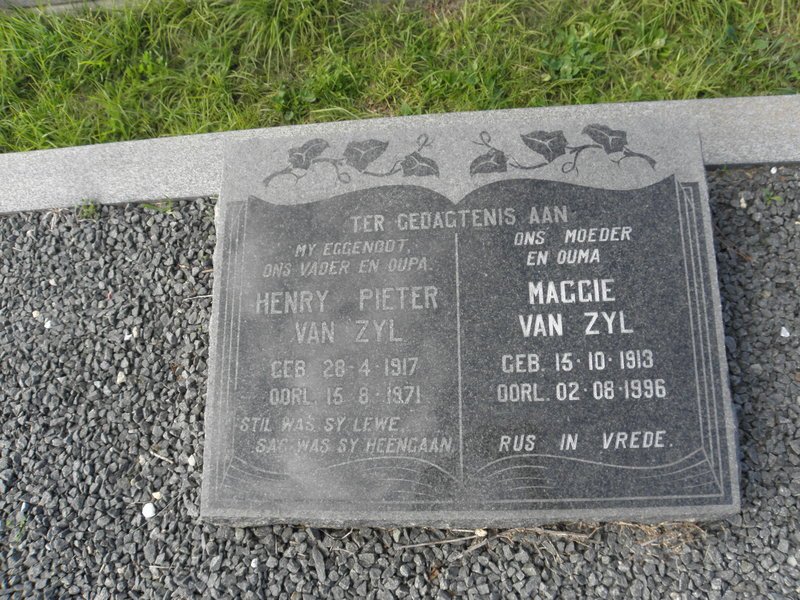 TER GEDAGTENIS AAN
MY EGGENOOT,
ONS VADER EN OUPA.
HENRY PIETER
VAN ZYL
GEB. 28·4·1917
OORL. 15·8·1971
STIL WAS SY LEWE,
SAG WAS SY HEENGAAN.
ONS MOEDER
EN OUMA
MAGGIE
VAN ZYL
GEB. 15·10·1913
OORL. 02·08·1996
RUS IN VREDE.